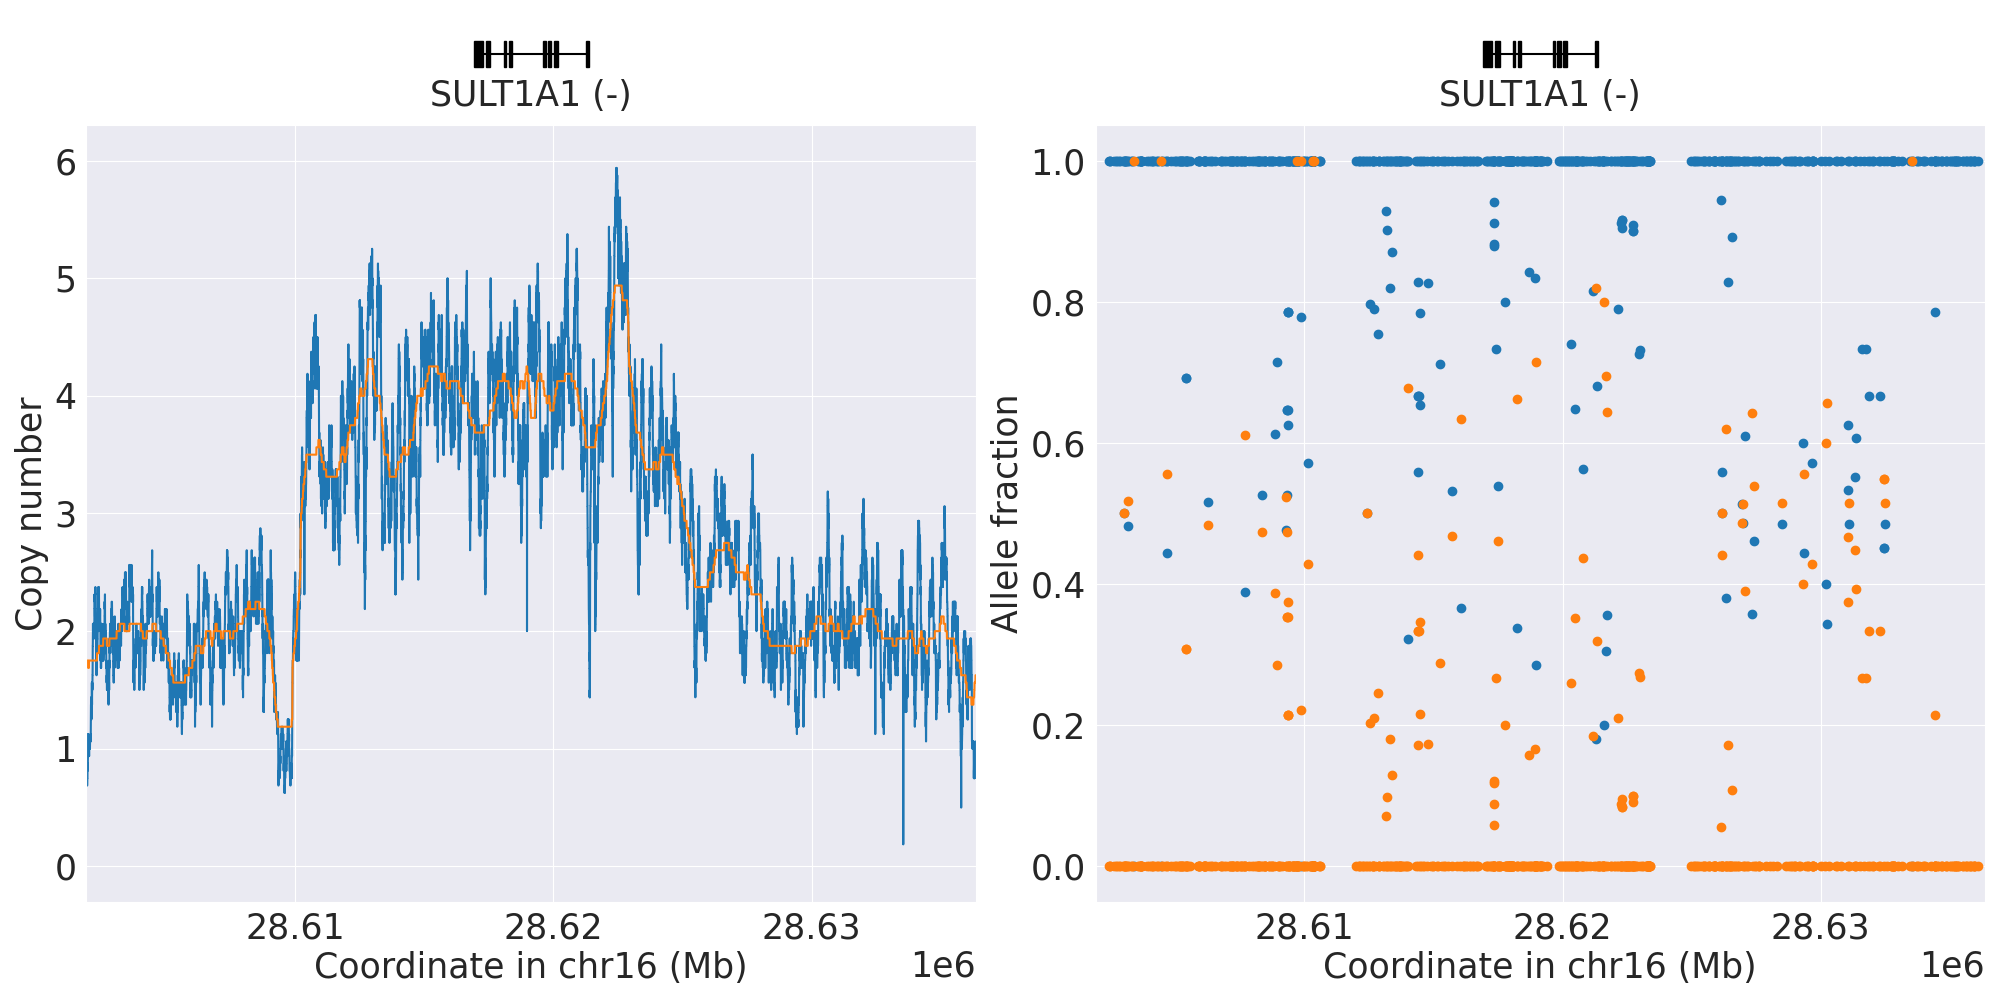 SULT1A1 (-)
Copy number
6
5
4
3
2
1
0
28.61
28.62
28.63
Coordinate in chr16 (Mb)
1e6
SULT1A1 (-)
Allele fraction
1.0
0.8
0.6
0.4
0.2
0.0
28.61
28.62
28.63
Coordinate in chr16 (Mb)
1e6